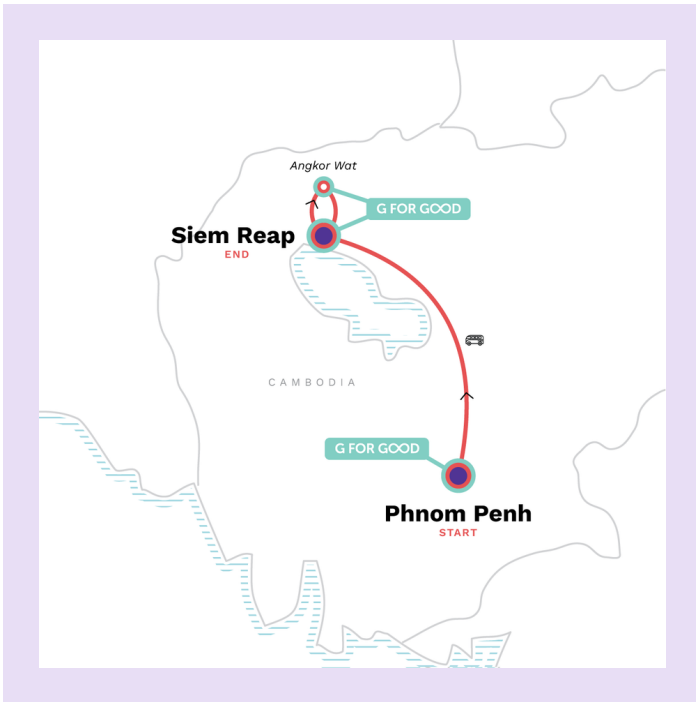 Angkor Wat
G FOR GOOD
Siem Reap
END
CAMBODIA
G FOR GOOD
Phnom Penh
START